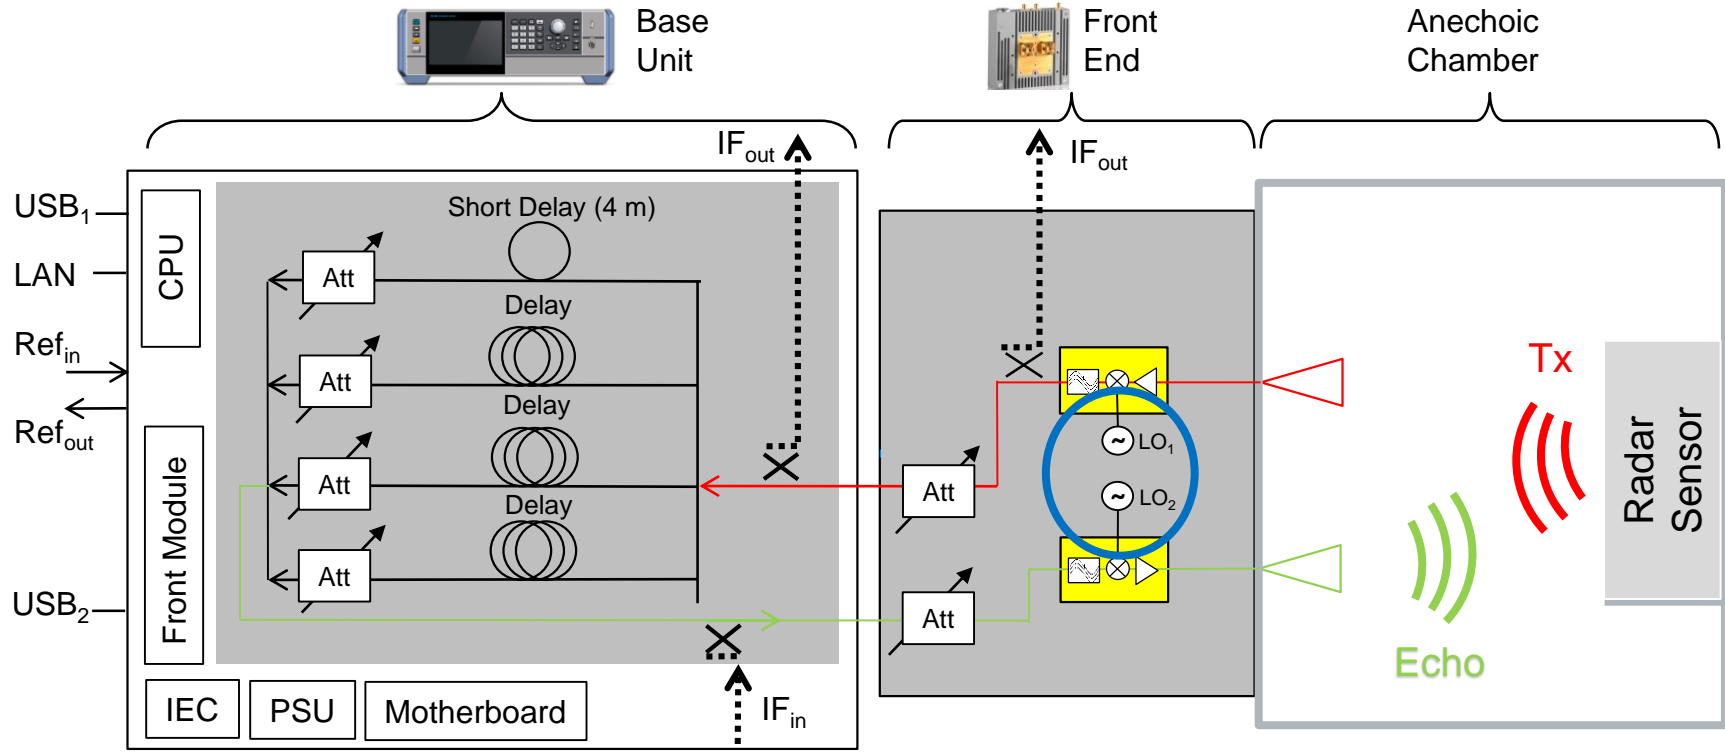 Base
Unit
Front
End
Anechoic
Chamber
IFout
IFout
USB1
LAN
Refin
Refout
USB2
CPU
Front Module
IEC
PSU
Motherboard
Short Delay (4 m)
Att
Delay
Att
Delay
Att
Delay
Att
IFin
Att
Att
LO1
LO2
Tx
Echo
Radar
Sensor